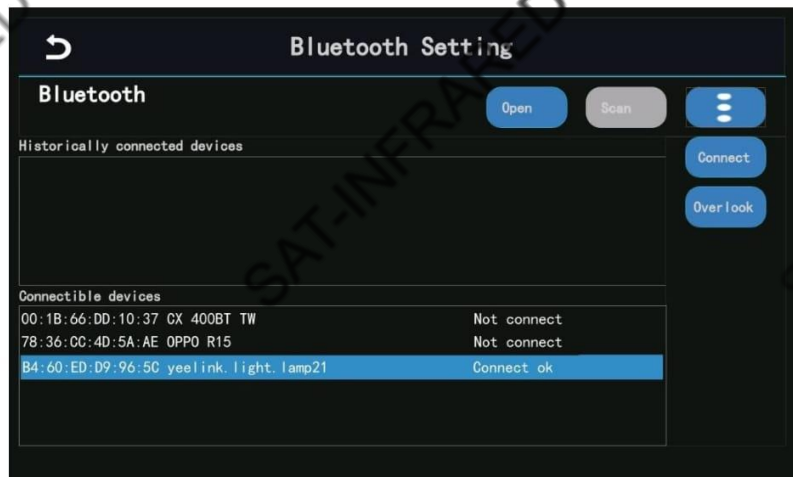 Bluetooth Setting
Bluetooth
Open
Scan
Historically connected devices
Connect
Overlook
Connectible devices
00:1B:66:DD:10:37 CX 400BT TW Not connect
78:36:CC:4D:5A:AE OPPO R15 Not connect
B4:60:ED:D9:96:5C yeelink.light.lamp21 Connect ok
SAT-INFRARED